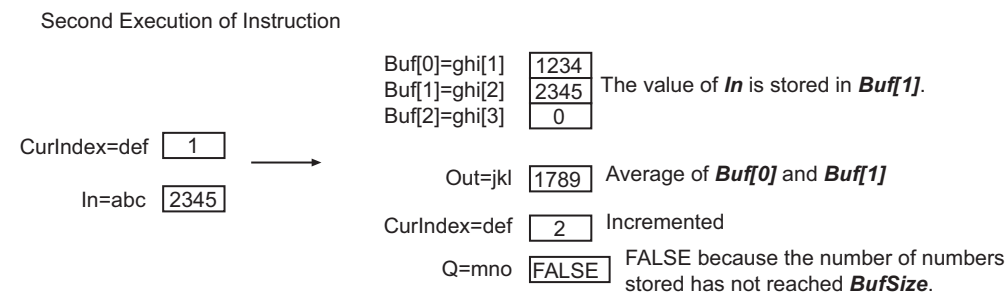 Second Execution of Instruction
Buf[0]=ghi[1] 1234
Buf[1]=ghi[2] 2345 The value of In is stored in Buf[1].
Buf[2]=ghi[3] 0
CurIndex=def 1
In=abc 2345
Out=jkl 1789 Average of Buf[0] and Buf[1]
CurIndex=def 2 Incremented
Q=mno FALSE FALSE because the number of numbers
stored has not reached BufSize.